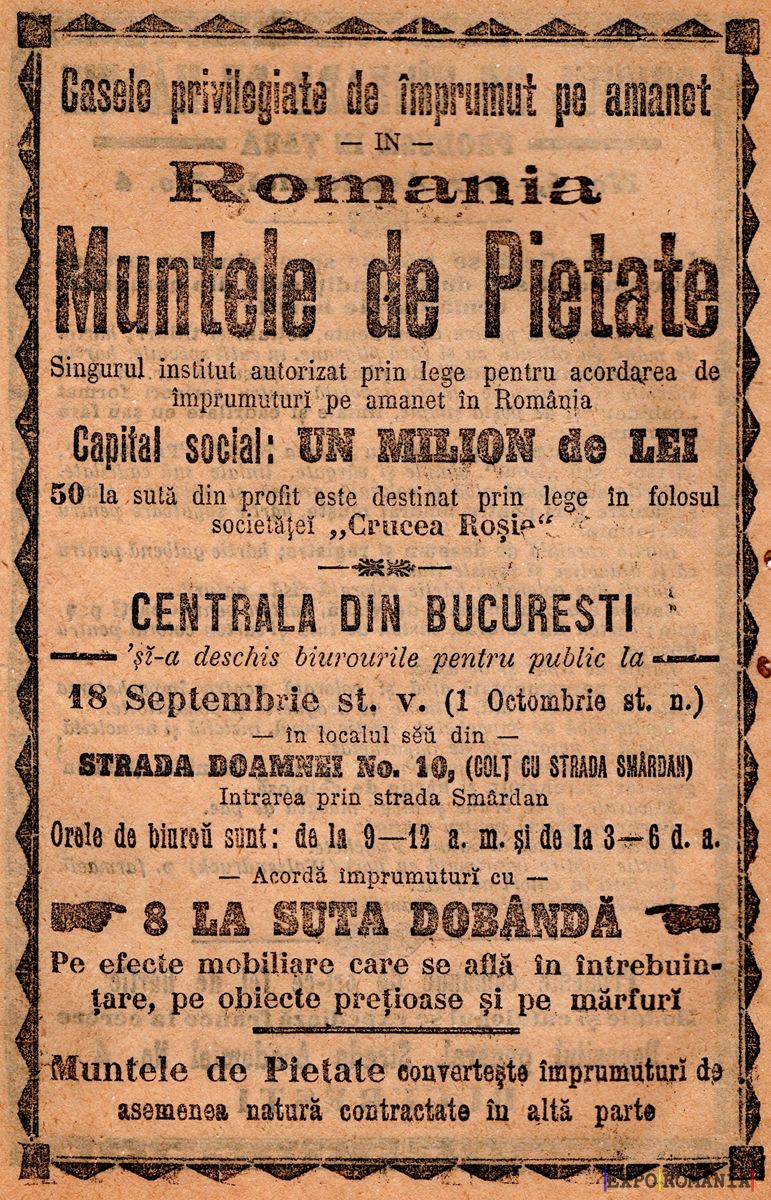 Casele privilegiate de împrumut pe amanet
— IN —
Romania
Muntele de Pietate
Singurul institut autorizat prin lege pentru acordarea de
împrumuturĭ pe amanet în România
Capital social: UN MILION de LEI
50 la sută din profit este destinat prin lege în folosul
societăţeĭ „Crucea Roşie“
CENTRALA DIN BUCURESTI
'şĭ-a deschis biurourile pentru public la
18 Septembrie st. v. (1 Octombrie st. n.)
— în localul sĕŭ din —
STRADA DOAMNEI No. 10, (COLŢ CU STRADA SMÂRDAN)
Intrarea prin strada Smârdan
Orele de biuroŭ sunt: de la 9—12 a. m. şi de la 3—6 d. a.
— Acordă împrumuturĭ cu —
8 LA SUTA DOBÂNDĂ
Pe efecte mobiliare care se află în întrebuin-
ţare, pe obiecte preţioase şi pe mărfurĭ
Muntele de Pietate converteşte împrumuturĭ de
asemenea natură contractate în altă parte
EXPO ROMANIA